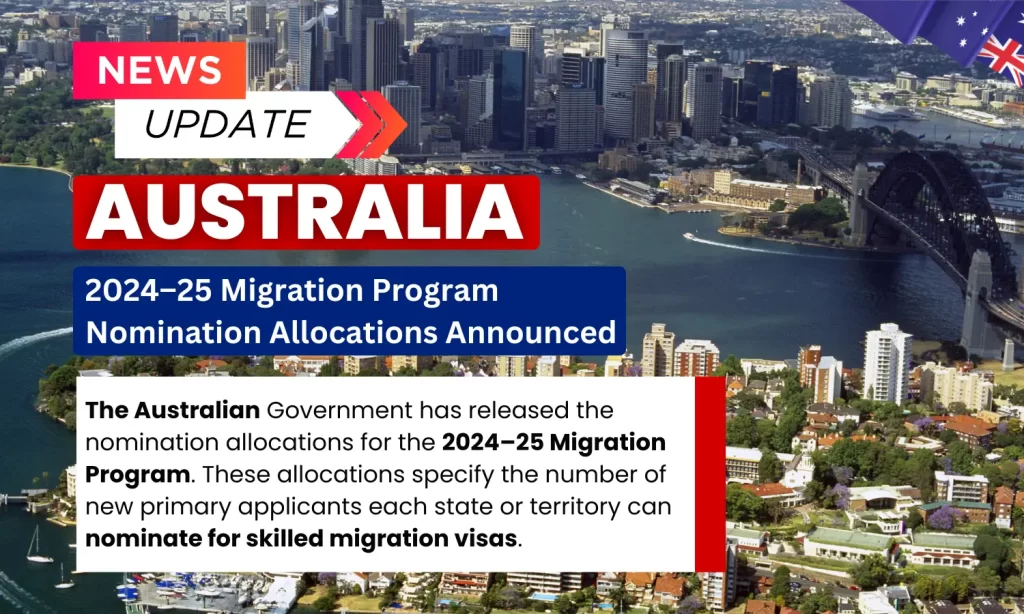 NEWS
UPDATE
AUSTRALIA
2024–25 Migration Program
Nomination Allocations Announced
The Australian Government has released the
nomination allocations for the 2024–25 Migration
Program. These allocations specify the number of
new primary applicants each state or territory can
nominate for skilled migration visas.